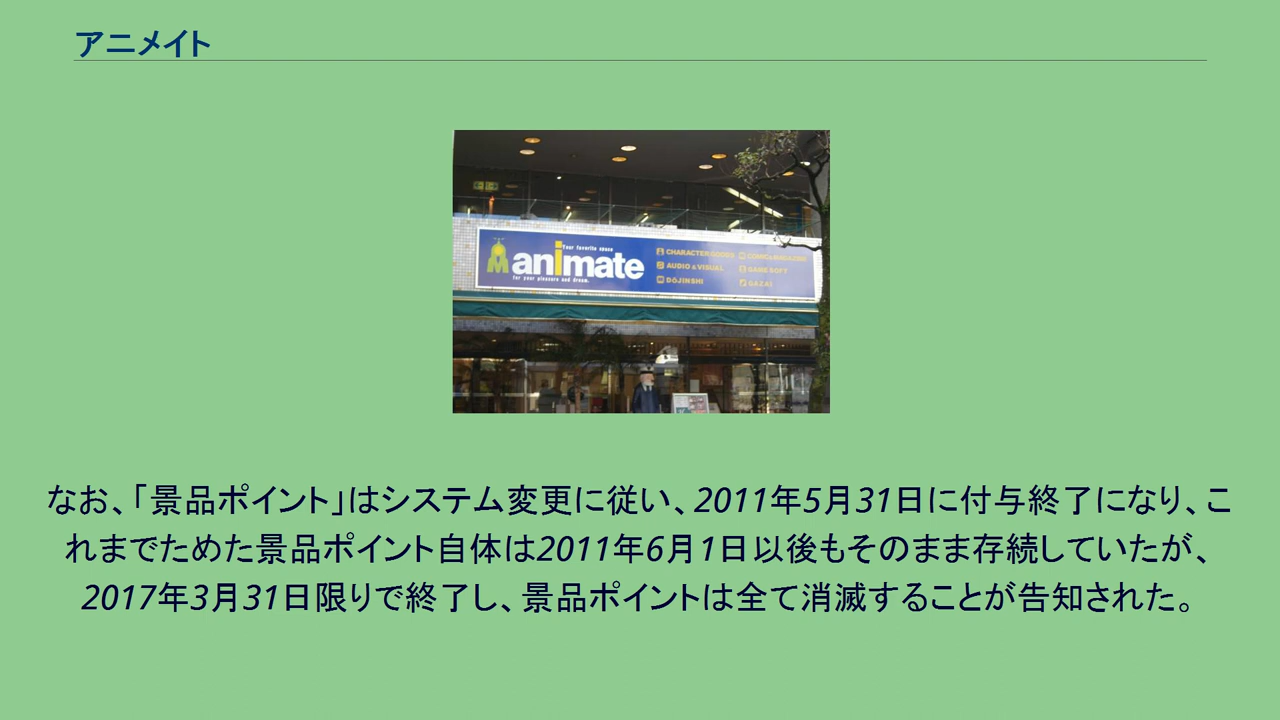 アニメイト
Your favorite space
animate
for your pleasure and dream.
CHARACTER GOODS
COMICS MAGAZINE
AUDIO & VISUAL
GAME SOFT
DŌJINSHI
GAZAI
なお、「景品ポイント」はシステム変更に従い、2011年5月31日に付与終了になり、こ
れまでためた景品ポイント自体は2011年6月1日以後もそのまま存続していたが、
2017年3月31日限りで終了し、景品ポイントは全て消滅することが告知された。